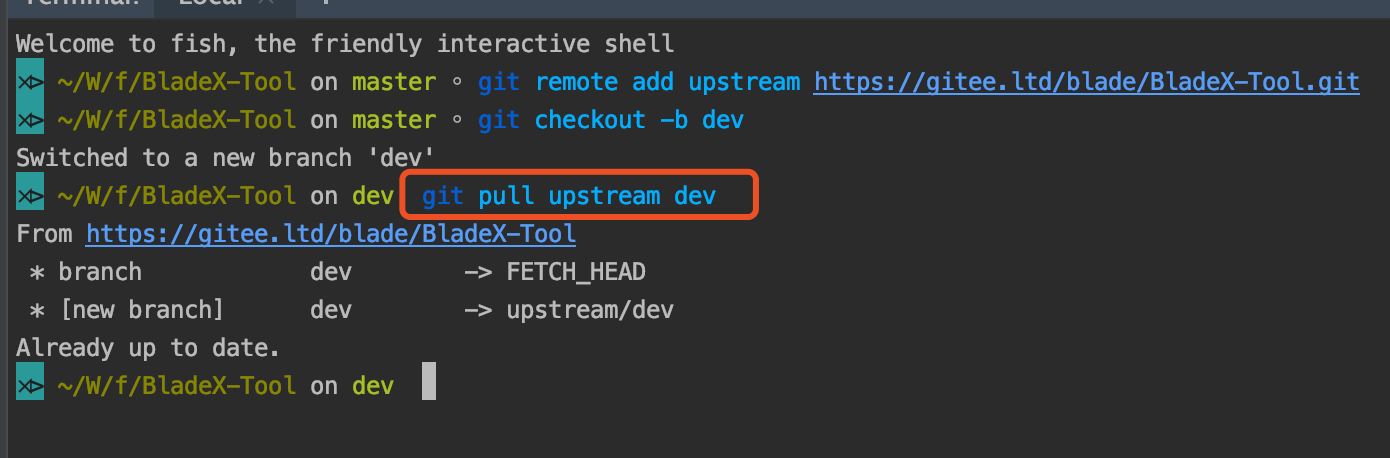 Terminal: Local × +
Welcome to fish, the friendly interactive shell
~/W/f/BladeX-Tool on master ◦ git remote add upstream https://gitee.ltd/blade/BladeX-Tool.git
~/W/f/BladeX-Tool on master ◦ git checkout -b dev
Switched to a new branch 'dev'
~/W/f/BladeX-Tool on dev git pull upstream dev
From https://gitee.ltd/blade/BladeX-Tool
* branch dev -> FETCH_HEAD
* [new branch] dev -> upstream/dev
Already up to date.
~/W/f/BladeX-Tool on dev